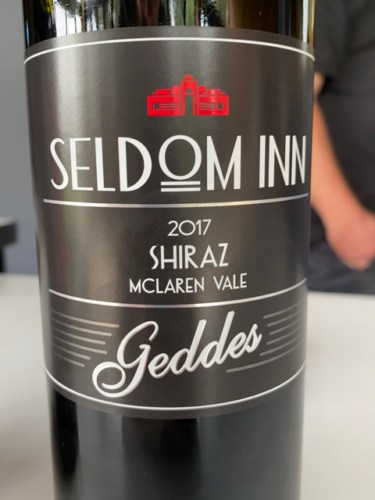 SELDOM INN
2017
SHIRAZ
MCLAREN VALE
Geddes